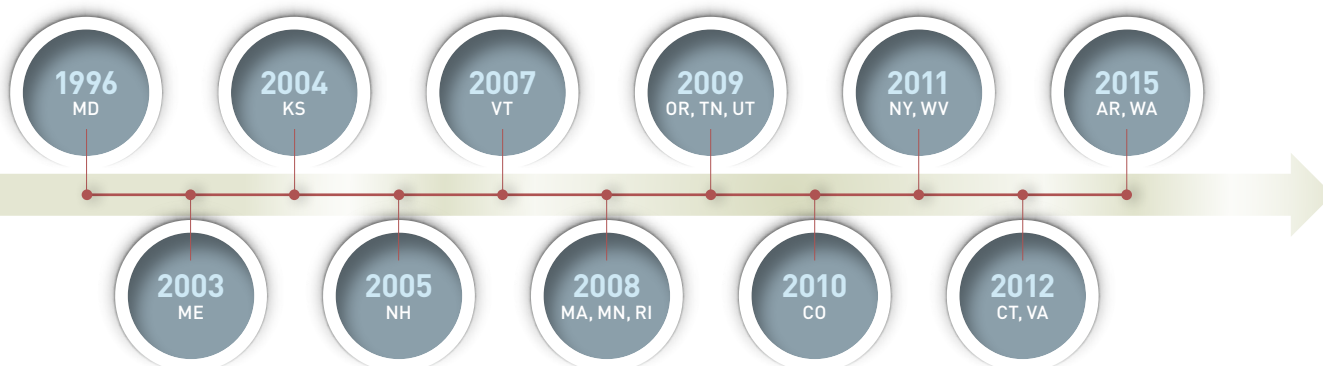 1996
MD
2003
ME
2004
KS
2005
NH
2007
VT
2008
MA, MN, RI
2009
OR, TN, UT
2010
CO
2011
NY, WV
2012
CT, VA
2015
AR, WA